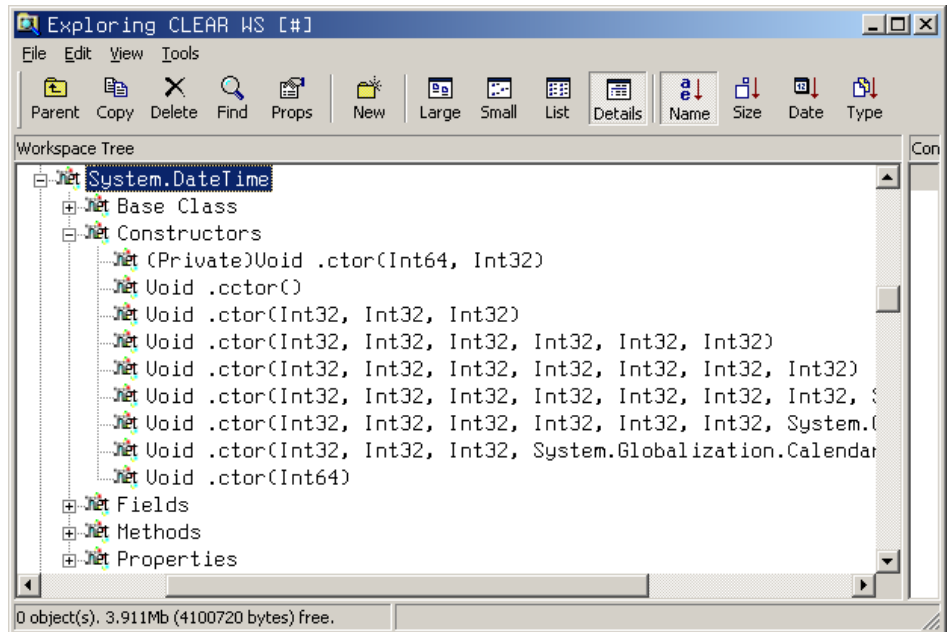 Exploring CLEAR WS [#]
File Edit View Tools
Parent Copy Delete Find Props New Large Small List Details Name Size Date Type
Workspace Tree Con
System.DateTime
Base Class
Constructors
(Private)Void .ctor(Int64, Int32)
Void .cctor()
Void .ctor(Int32, Int32, Int32)
Void .ctor(Int32, Int32, Int32, Int32, Int32, Int32)
Void .ctor(Int32, Int32, Int32, Int32, Int32, Int32, Int32)
Void .ctor(Int32, Int32, Int32, Int32, Int32, Int32, Int32, S
Void .ctor(Int32, Int32, Int32, Int32, Int32, Int32, System.
Void .ctor(Int32, Int32, Int32, System.Globalization.Calendar
Void .ctor(Int64)
Fields
Methods
Properties
0 object(s). 3.911Mb (4100720 bytes) free.